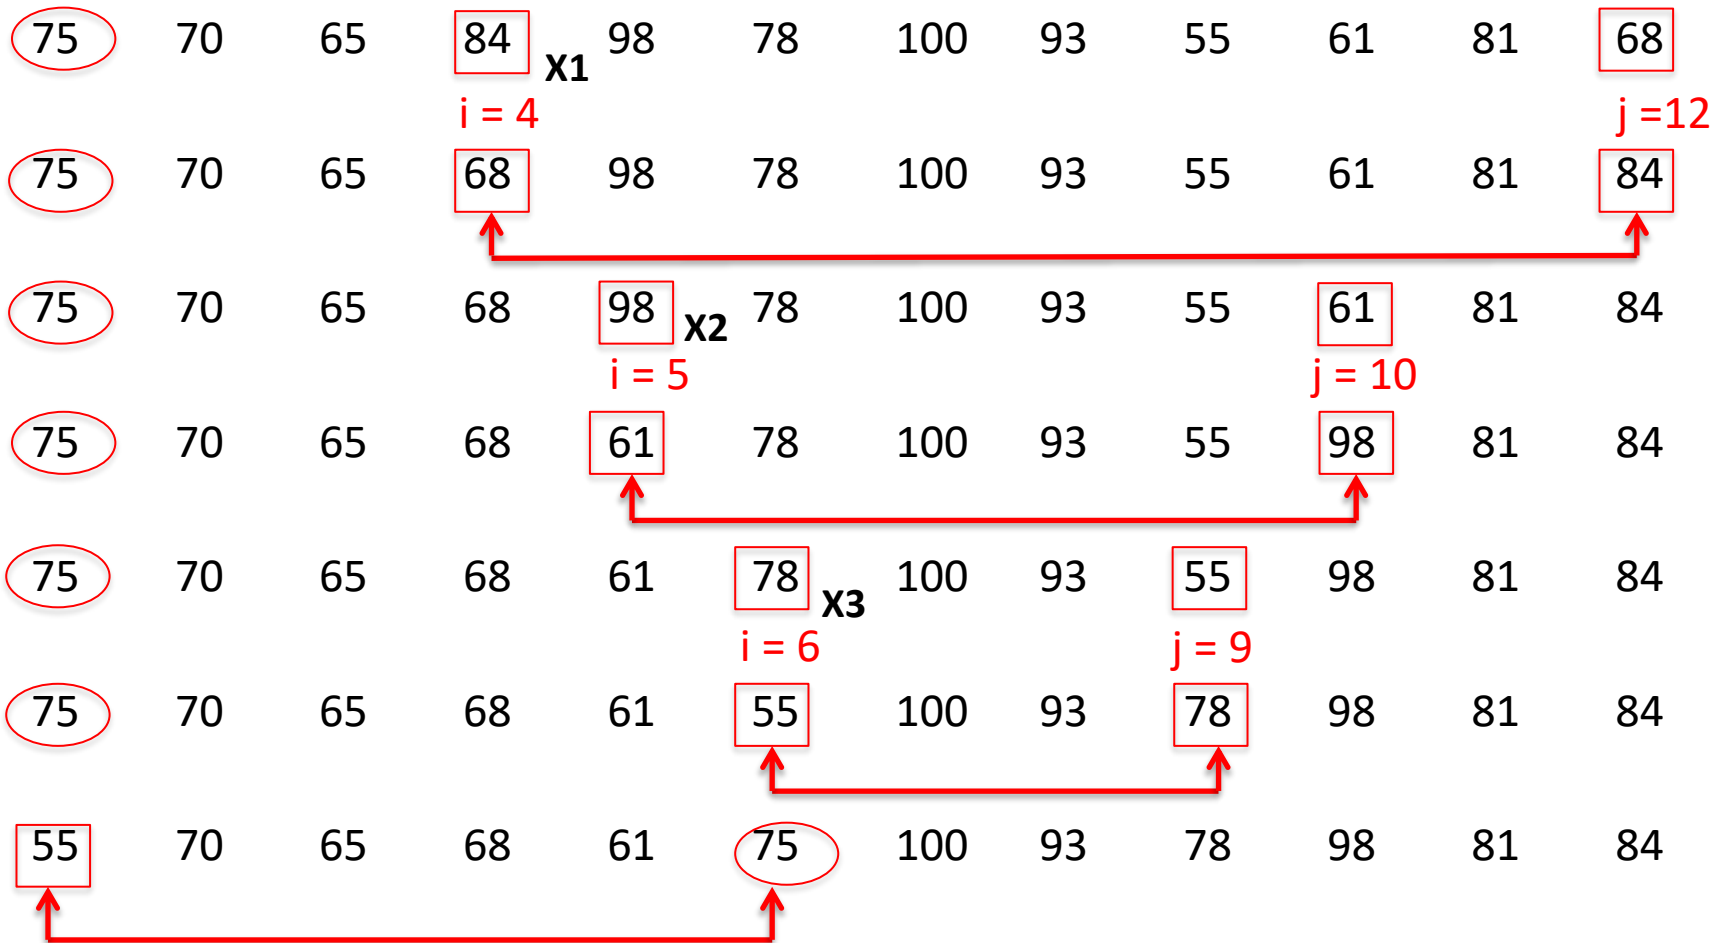 75 70 65 84 X1 98 78 100 93 55 61 81 68
i = 4 j =12
75 70 65 68 98 78 100 93 55 61 81 84
75 70 65 68 98 X2 78 100 93 55 61 81 84
i = 5 j = 10
75 70 65 68 61 78 100 93 55 98 81 84
75 70 65 68 61 78 X3 100 93 55 98 81 84
i = 6 j = 9
75 70 65 68 61 55 100 93 78 98 81 84
55 70 65 68 61 75 100 93 78 98 81 84